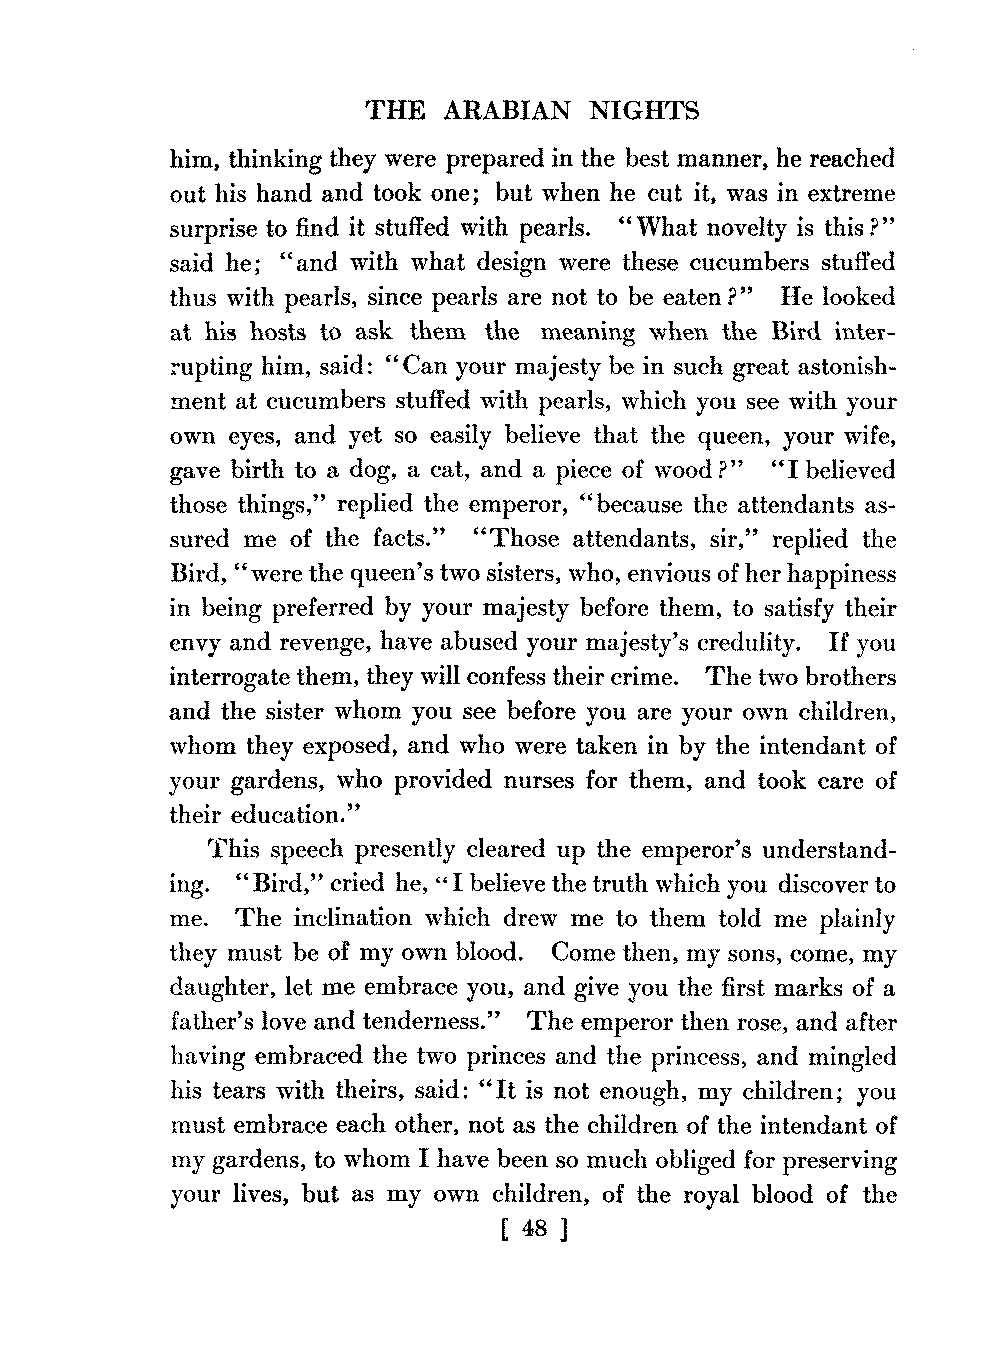 THE ARABIAN NIGHTS
him, thinking they were prepared in the best manner, he reached
out his hand and took one; but when he cut it, was in extreme
surprise to find it stuffed with pearls. “What novelty is this?”
said he; “and with what design were these cucumbers stuffed
thus with pearls, since pearls are not to be eaten?” He looked
at his hosts to ask them the meaning when the Bird inter-
rupting him, said: “Can your majesty be in such great astonish-
ment at cucumbers stuffed with pearls, which you see with your
own eyes, and yet so easily believe that the queen, your wife,
gave birth to a dog, a cat, and a piece of wood?” “I believed
those things,” replied the emperor, “because the attendants as-
sured me of the facts.” “Those attendants, sir,” replied the
Bird, “were the queen’s two sisters, who, envious of her happiness
in being preferred by your majesty before them, to satisfy their
envy and revenge, have abused your majesty’s credulity. If you
interrogate them, they will confess their crime. The two brothers
and the sister whom you see before you are your own children,
whom they exposed, and who were taken in by the intendant of
your gardens, who provided nurses for them, and took care of
their education.”
This speech presently cleared up the emperor’s understand-
ing. “Bird,” cried he, “I believe the truth which you discover to
me. The inclination which drew me to them told me plainly
they must be of my own blood. Come then, my sons, come, my
daughter, let me embrace you, and give you the first marks of a
father’s love and tenderness.” The emperor then rose, and after
having embraced the two princes and the princess, and mingled
his tears with theirs, said: “It is not enough, my children; you
must embrace each other, not as the children of the intendant of
my gardens, to whom I have been so much obliged for preserving
your lives, but as my own children, of the royal blood of the
[ 48 ]